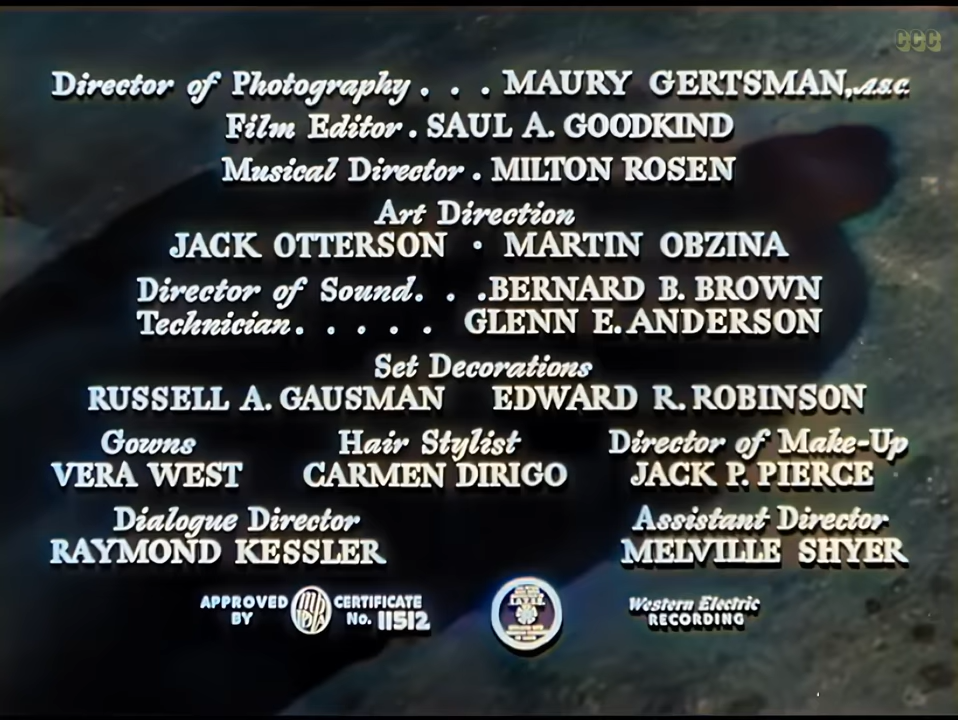 CCC
Director of Photography . . . MAURY GERTSMAN, A.S.C.
Film Editor . SAUL A. GOODKIND
Musical Director . MILTON ROSEN
Art Direction
JACK OTTERSON · MARTIN OBZINA
Director of Sound. . .BERNARD B. BROWN
Technician. . . . . GLENN E. ANDERSON
Set Decorations
RUSSELL A. GAUSMAN EDWARD R. ROBINSON
Gowns Hair Stylist Director of Make-Up
VERA WEST CARMEN DIRIGO JACK P. PIERCE
Dialogue Director Assistant Director
RAYMOND KESSLER MELVILLE SHYER
APPROVED CERTIFICATE
BY No. 11512
Western Electric
RECORDING